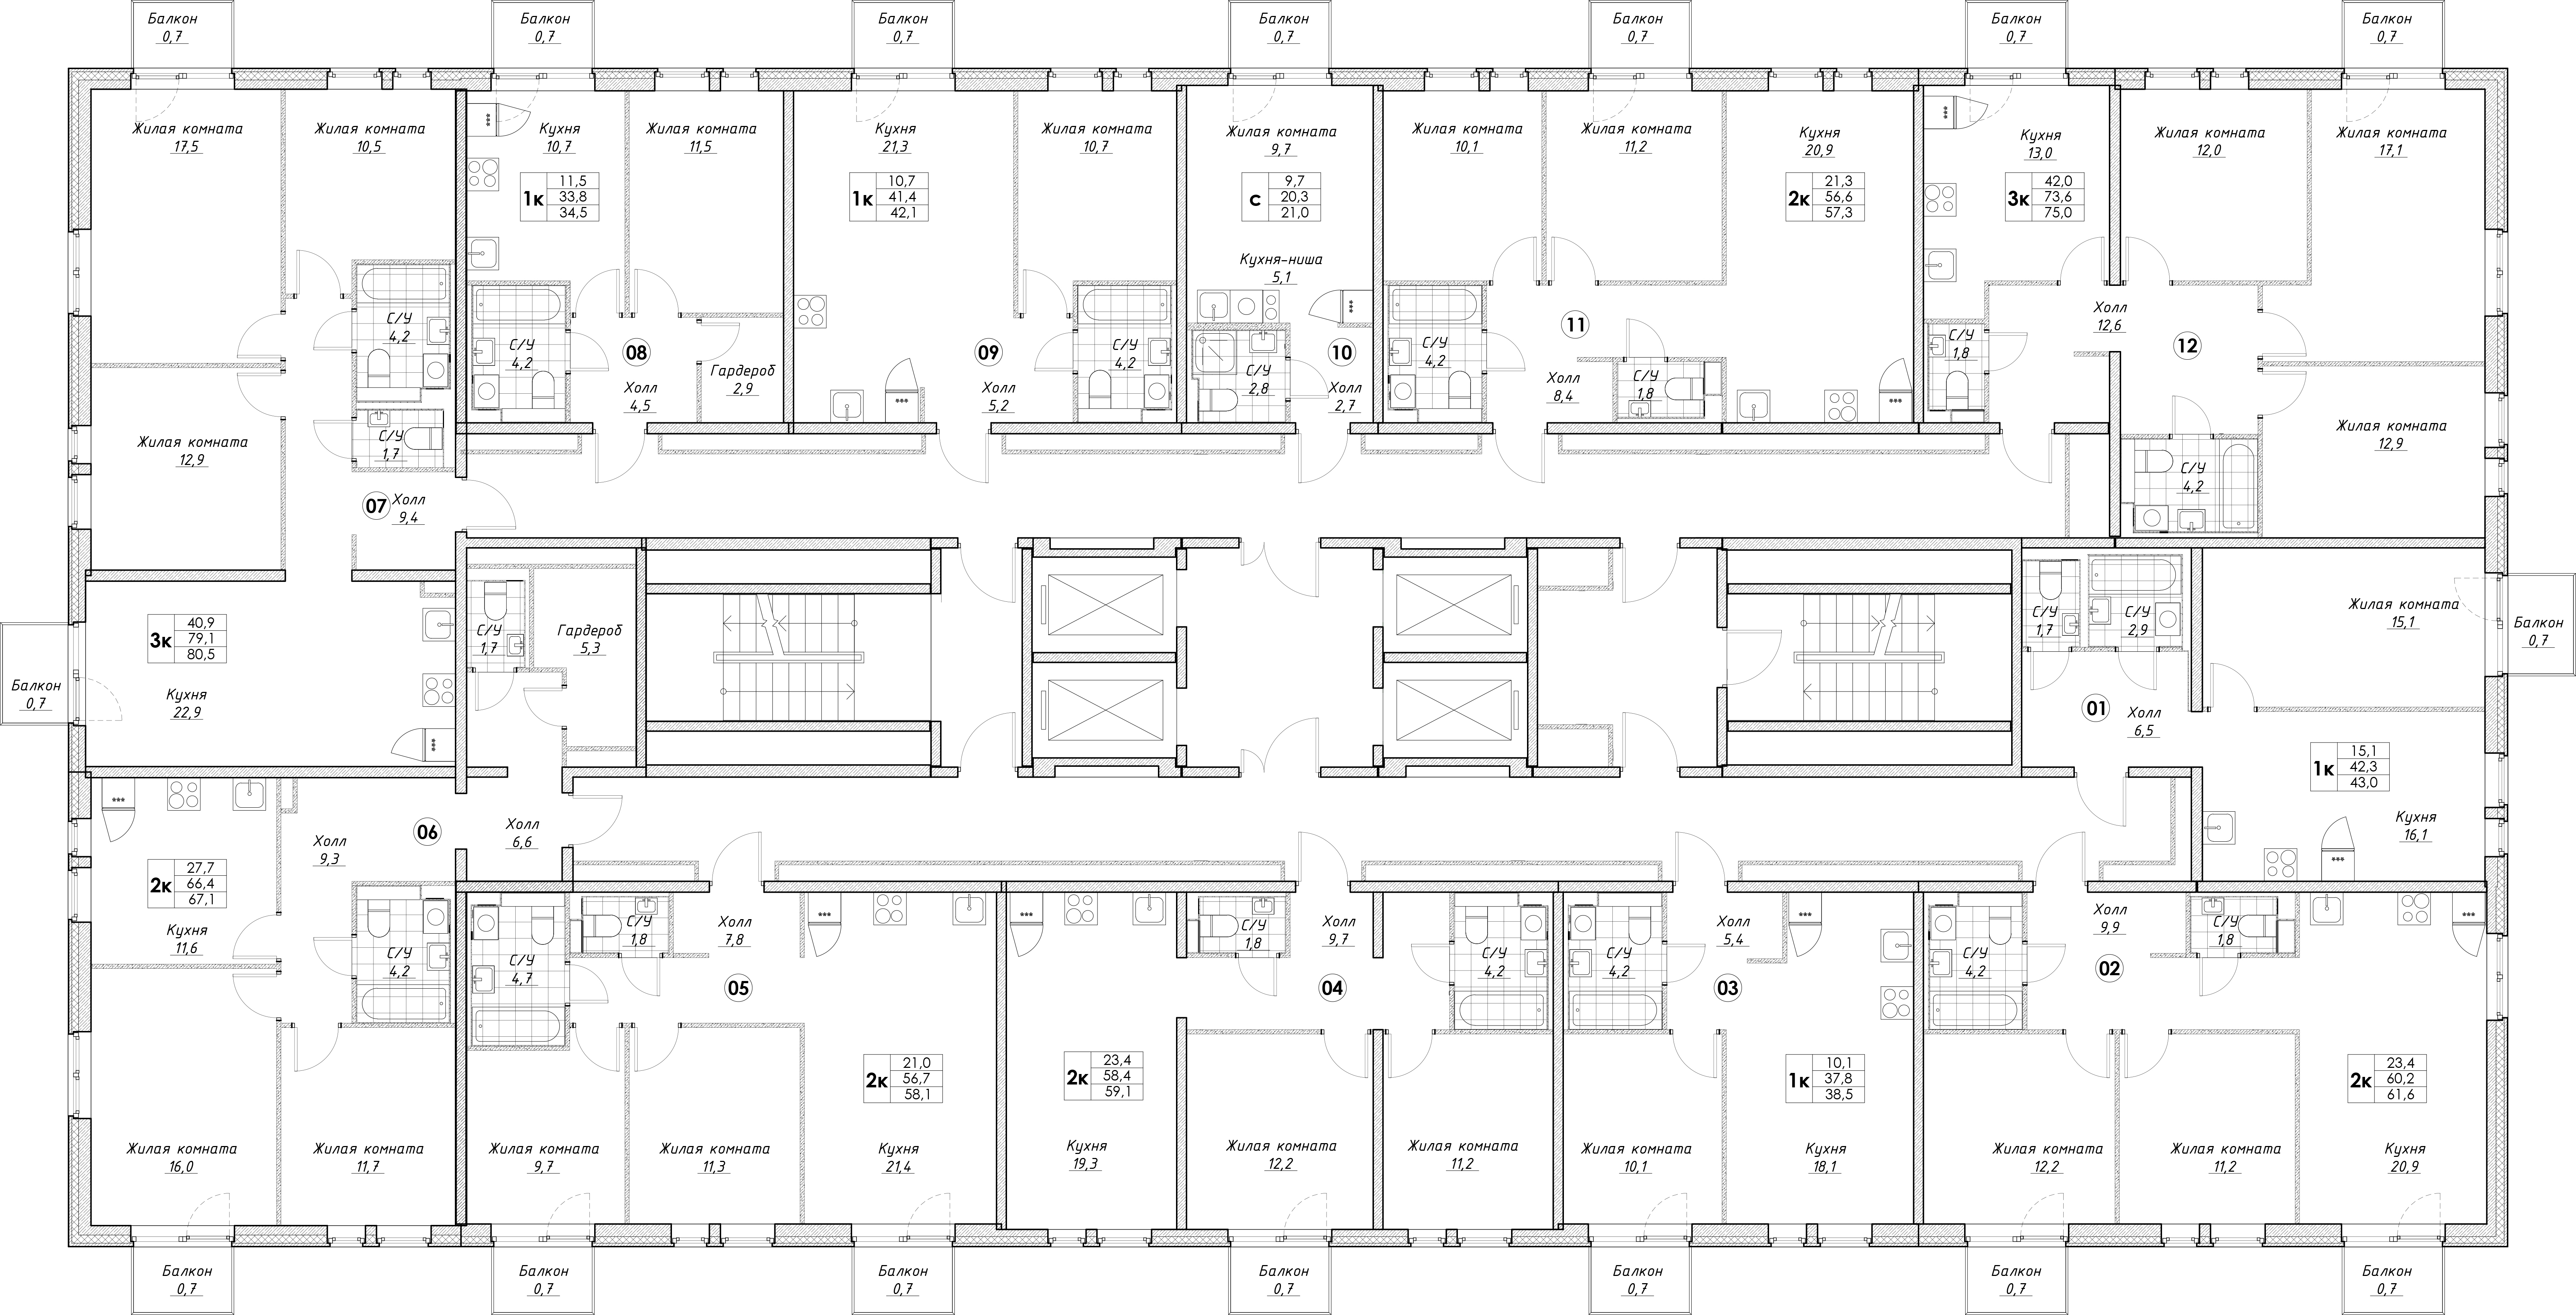 Балкон
0,7
Балкон
0,7
Балкон
0,7
Балкон
0,7
Балкон
0,7
Балкон
0,7
Балкон
0,7
Жилая комната
17,5
Жилая комната
10,5
Кухня
10,7
Жилая комната
11,5
Кухня
21,3
10,7
Жилая комната
9,7
Жилая комната
10,1
Жилая комната
11,2
Кухня
20,9
Кухня
13,0
Жилая комната
12,0
Жилая комната
17,1
1к
11,5
33,8
34,5
1к
10,7
41,4
42,1
с
9,7
20,3
21,0
2к
21,3
56,6
57,3
3к
42,0
73,6
75,0
Кухня-ниша
5,1
С/У
4,2
С/У
4,2
08
Холл
4,5
Гардероб
2,9
09
Холл
5,2
С/У
4,2
С/У
2,8
10
Холл
2,7
С/У
4,2
11
Холл
8,4
С/У
1,8
С/У
1,8
Холл
12,6
12
Жилая комната
12,9
С/У
1,7
07
Холл
9,4
С/У
4,2
Жилая комната
12,9
3к
40,9
79,1
80,5
Балкон
0,7
Кухня
22,9
С/У
1,7
Гардероб
5,3
С/У
1,7
С/У
2,9
Жилая комната
15,1
Балкон
0,7
01
Холл
6,5
1к
15,1
42,3
43,0
Кухня
16,1
06
Холл
9,3
Холл
6,6
2к
27,7
66,4
67,1
Кухня
11,6
С/У
4,2
С/У
4,7
С/У
1,8
Холл
7,8
05
С/У
1,8
Холл
9,7
04
С/У
4,2
С/У
4,2
Холл
5,4
03
С/У
4,2
Холл
9,9
02
С/У
1,8
2к
21,0
56,7
58,1
2к
23,4
58,4
59,1
1к
10,1
37,8
38,5
2к
23,4
60,2
61,6
Жилая комната
16,0
Жилая комната
11,7
Жилая комната
9,7
Жилая комната
11,3
Кухня
21,4
Кухня
19,3
Жилая комната
12,2
Жилая комната
11,2
Жилая комната
10,1
Кухня
18,1
Жилая комната
12,2
Жилая комната
11,2
Кухня
20,9
Балкон
0,7
Балкон
0,7
Балкон
0,7
Балкон
0,7
Балкон
0,7
Балкон
0,7
Балкон
0,7